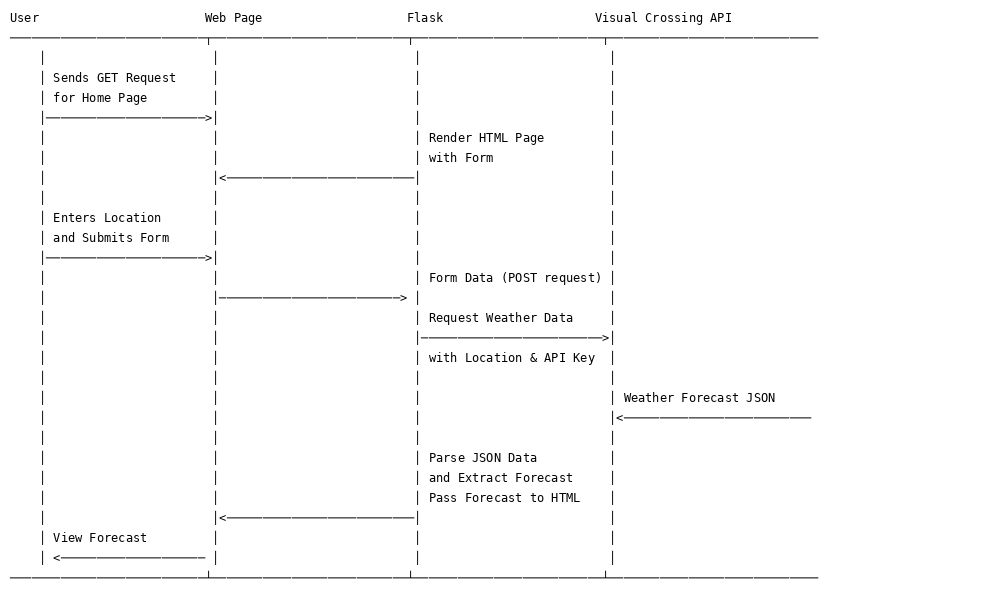 User Web Page Flask Visual Crossing API
Sends GET Request
for Home Page
Render HTML Page
with Form
Enters Location
and Submits Form
Form Data (POST request)
Request Weather Data
with Location & API Key
Weather Forecast JSON
Parse JSON Data
and Extract Forecast
Pass Forecast to HTML
View Forecast